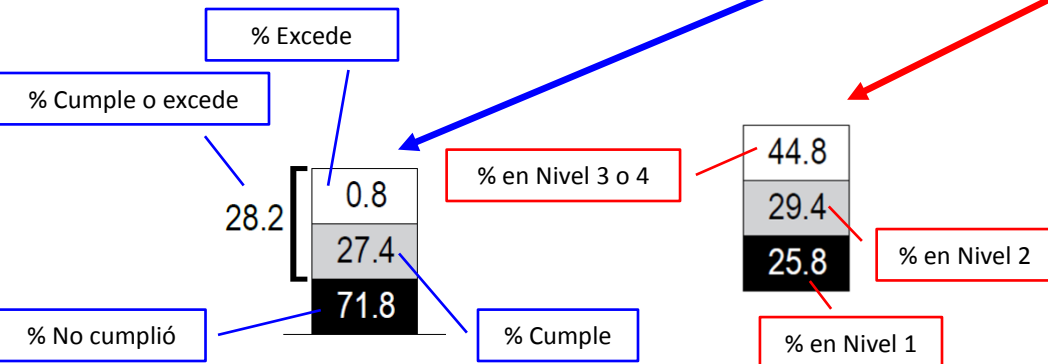 % Excede
% Cumple o excede
28.2
0.8
27.4
71.8
% No cumplió
% Cumple
% en Nivel 3 o 4
44.8
29.4
25.8
% en Nivel 2
% en Nivel 1